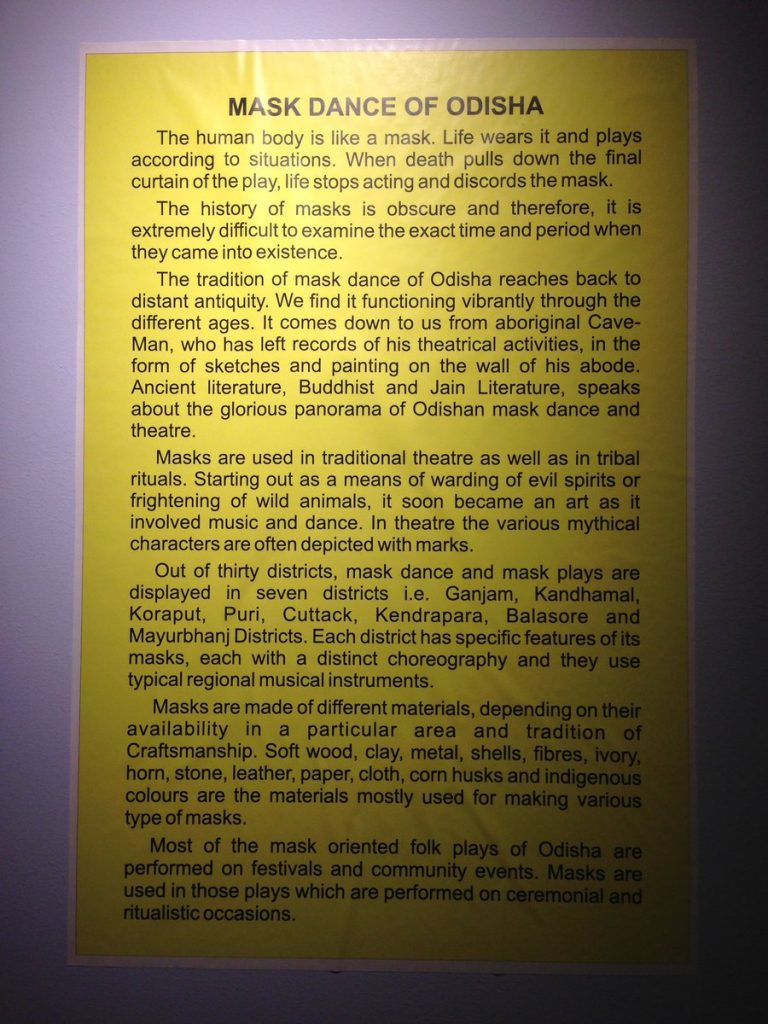 MASK DANCE OF ODISHA
The human body is like a mask. Life wears it and plays
according to situations. When death pulls down the final
curtain of the play, life stops acting and discords the mask.
The history of masks is obscure and therefore, it is
extremely difficult to examine the exact time and period when
they came into existence.
The tradition of mask dance of Odisha reaches back to
distant antiquity. We find it functioning vibrantly through the
different ages. It comes down to us from aboriginal Cave-
Man, who has left records of his theatrical activities, in the
form of sketches and painting on the wall of his abode.
Ancient literature, Buddhist and Jain Literature, speaks
about the glorious panorama of Odishan mask dance and
theatre.
Masks are used in traditional theatre as well as in tribal
rituals. Starting out as a means of warding of evil spirits or
frightening of wild animals, it soon became an art as it
involved music and dance. In theatre the various mythical
characters are often depicted with marks.
Out of thirty districts, mask dance and mask plays are
displayed in seven districts i.e. Ganjam, Kandhamal,
Koraput, Puri, Cuttack, Kendrapara, Balasore and
Mayurbhanj Districts. Each district has specific features of its
masks, each with a distinct choreography and they use
typical regional musical instruments.
Masks are made of different materials, depending on their
availability in a particular area and tradition of
Craftsmanship. Soft wood, clay, metal, shells, fibres, ivory,
horn, stone, leather, paper, cloth, corn husks and indigenous
colours are the materials mostly used for making various
type of masks.
Most of the mask oriented folk plays of Odisha are
performed on festivals and community events. Masks are
used in those plays which are performed on ceremonial and
ritualistic occasions.